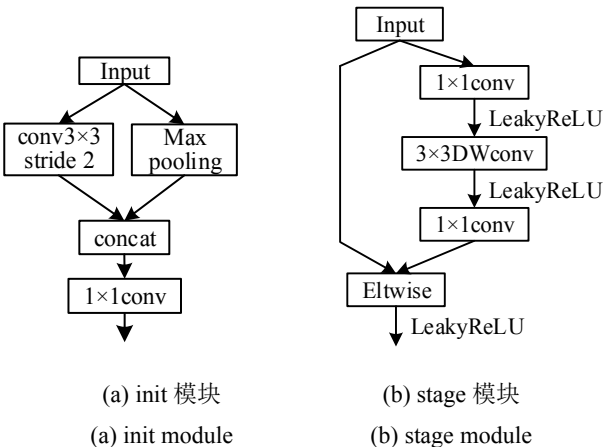 Input
conv3×3
stride 2
Max
pooling
concat
1×1conv
(a) init 模块
(a) init module
Input
1×1conv
LeakyReLU
3×3DWconv
LeakyReLU
1×1conv
Eltwise
LeakyReLU
(b) stage 模块
(b) stage module